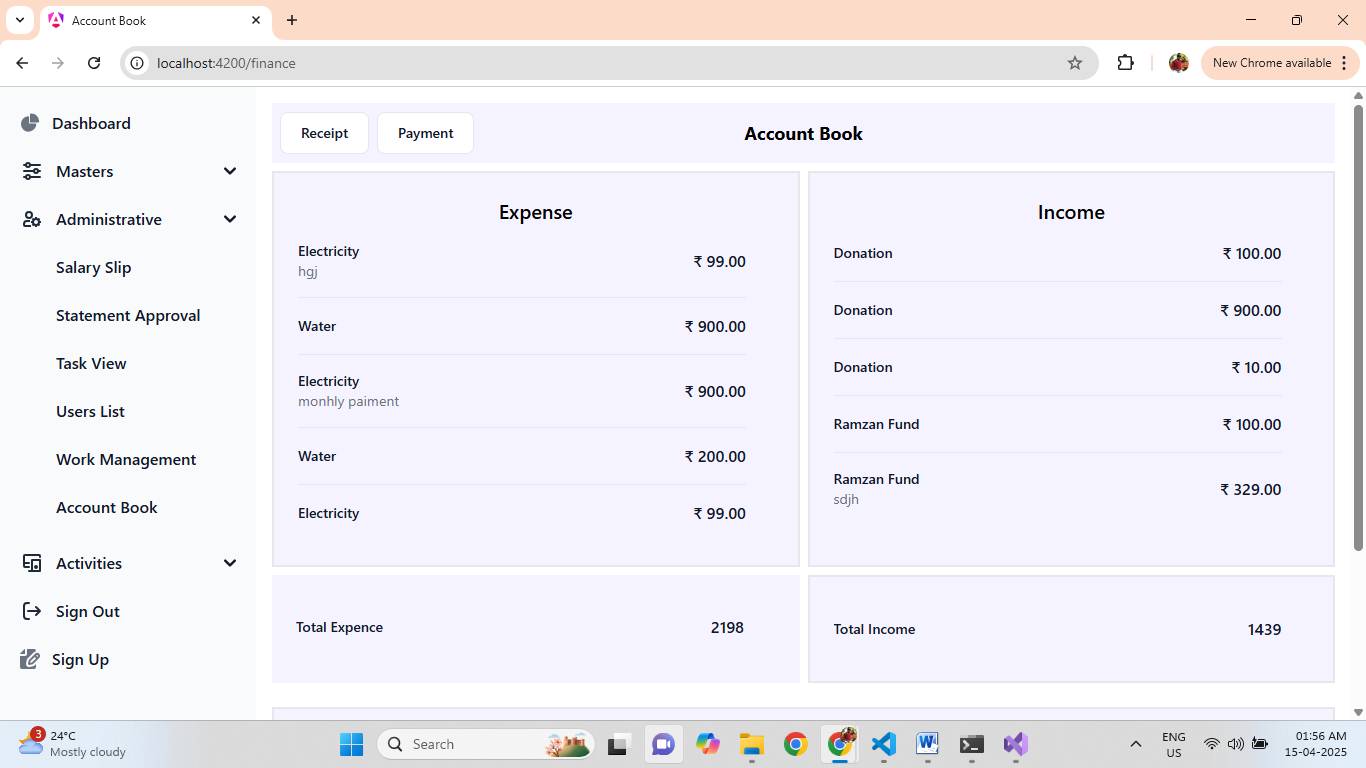 Account Book
localhost:4200/finance
New Chrome available
Dashboard
Masters
Administrative
Salary Slip
Statement Approval
Task View
Users List
Work Management
Account Book
Activities
Sign Out
Sign Up
Receipt
Payment
Account Book
Expense
Electricity
hgj
₹ 99.00
Water
₹ 900.00
Electricity
monhly paiment
₹ 900.00
Water
₹ 200.00
Electricity
₹ 99.00
Income
Donation
₹ 100.00
Donation
₹ 900.00
Donation
₹ 10.00
Ramzan Fund
₹ 100.00
Ramzan Fund
sdjh
₹ 329.00
Total Expence
2198
Total Income
1439
3
24°C
Mostly cloudy
Search
ENG
US
01:56 AM
15-04-2025